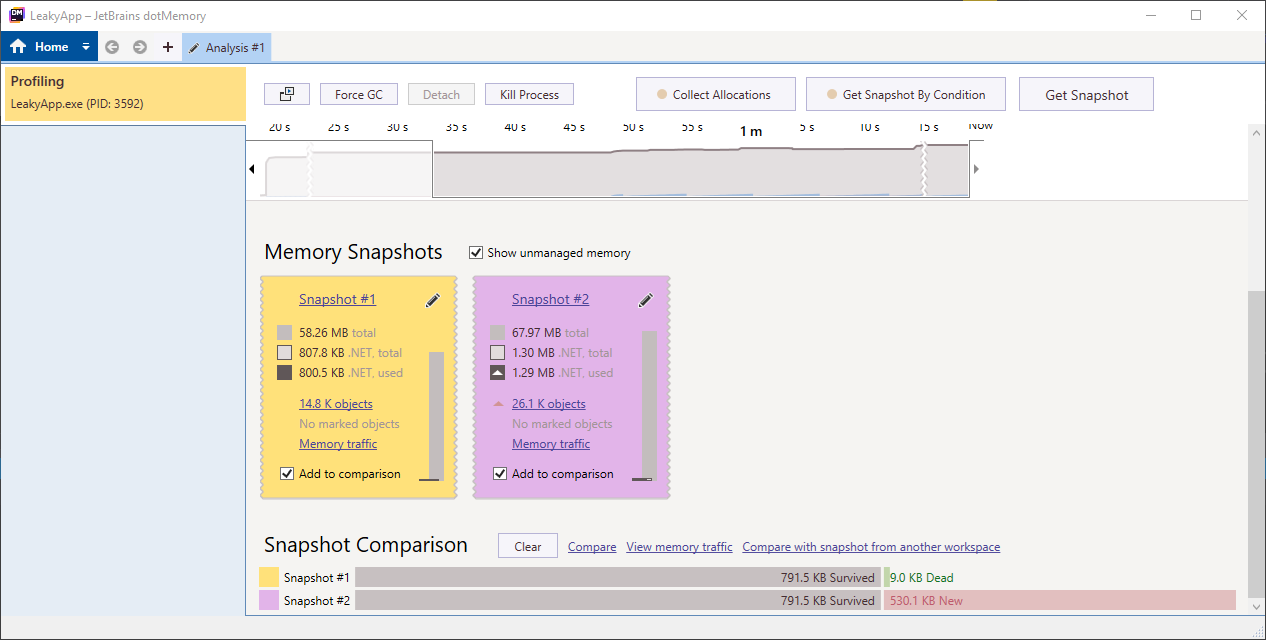 DM LeakyApp – JetBrains dotMemory
Home Analysis #1
Profiling
LeakyApp.exe (PID: 3592)
Force GC Detach Kill Process Collect Allocations Get Snapshot By Condition Get Snapshot
20 s 25 s 30 s 35 s 40 s 45 s 50 s 55 s 1 m 5 s 10 s 15 s Now
Memory Snapshots Show unmanaged memory
Snapshot #1
58.26 MB total
807.8 KB .NET, total
800.5 KB .NET, used
14.8 K objects
No marked objects
Memory traffic
Add to comparison
Snapshot #2
67.97 MB total
1.30 MB .NET, total
1.29 MB .NET, used
26.1 K objects
No marked objects
Memory traffic
Add to comparison
Snapshot Comparison Clear Compare View memory traffic Compare with snapshot from another workspace
Snapshot #1 791.5 KB Survived 9.0 KB Dead
Snapshot #2 791.5 KB Survived 530.1 KB New